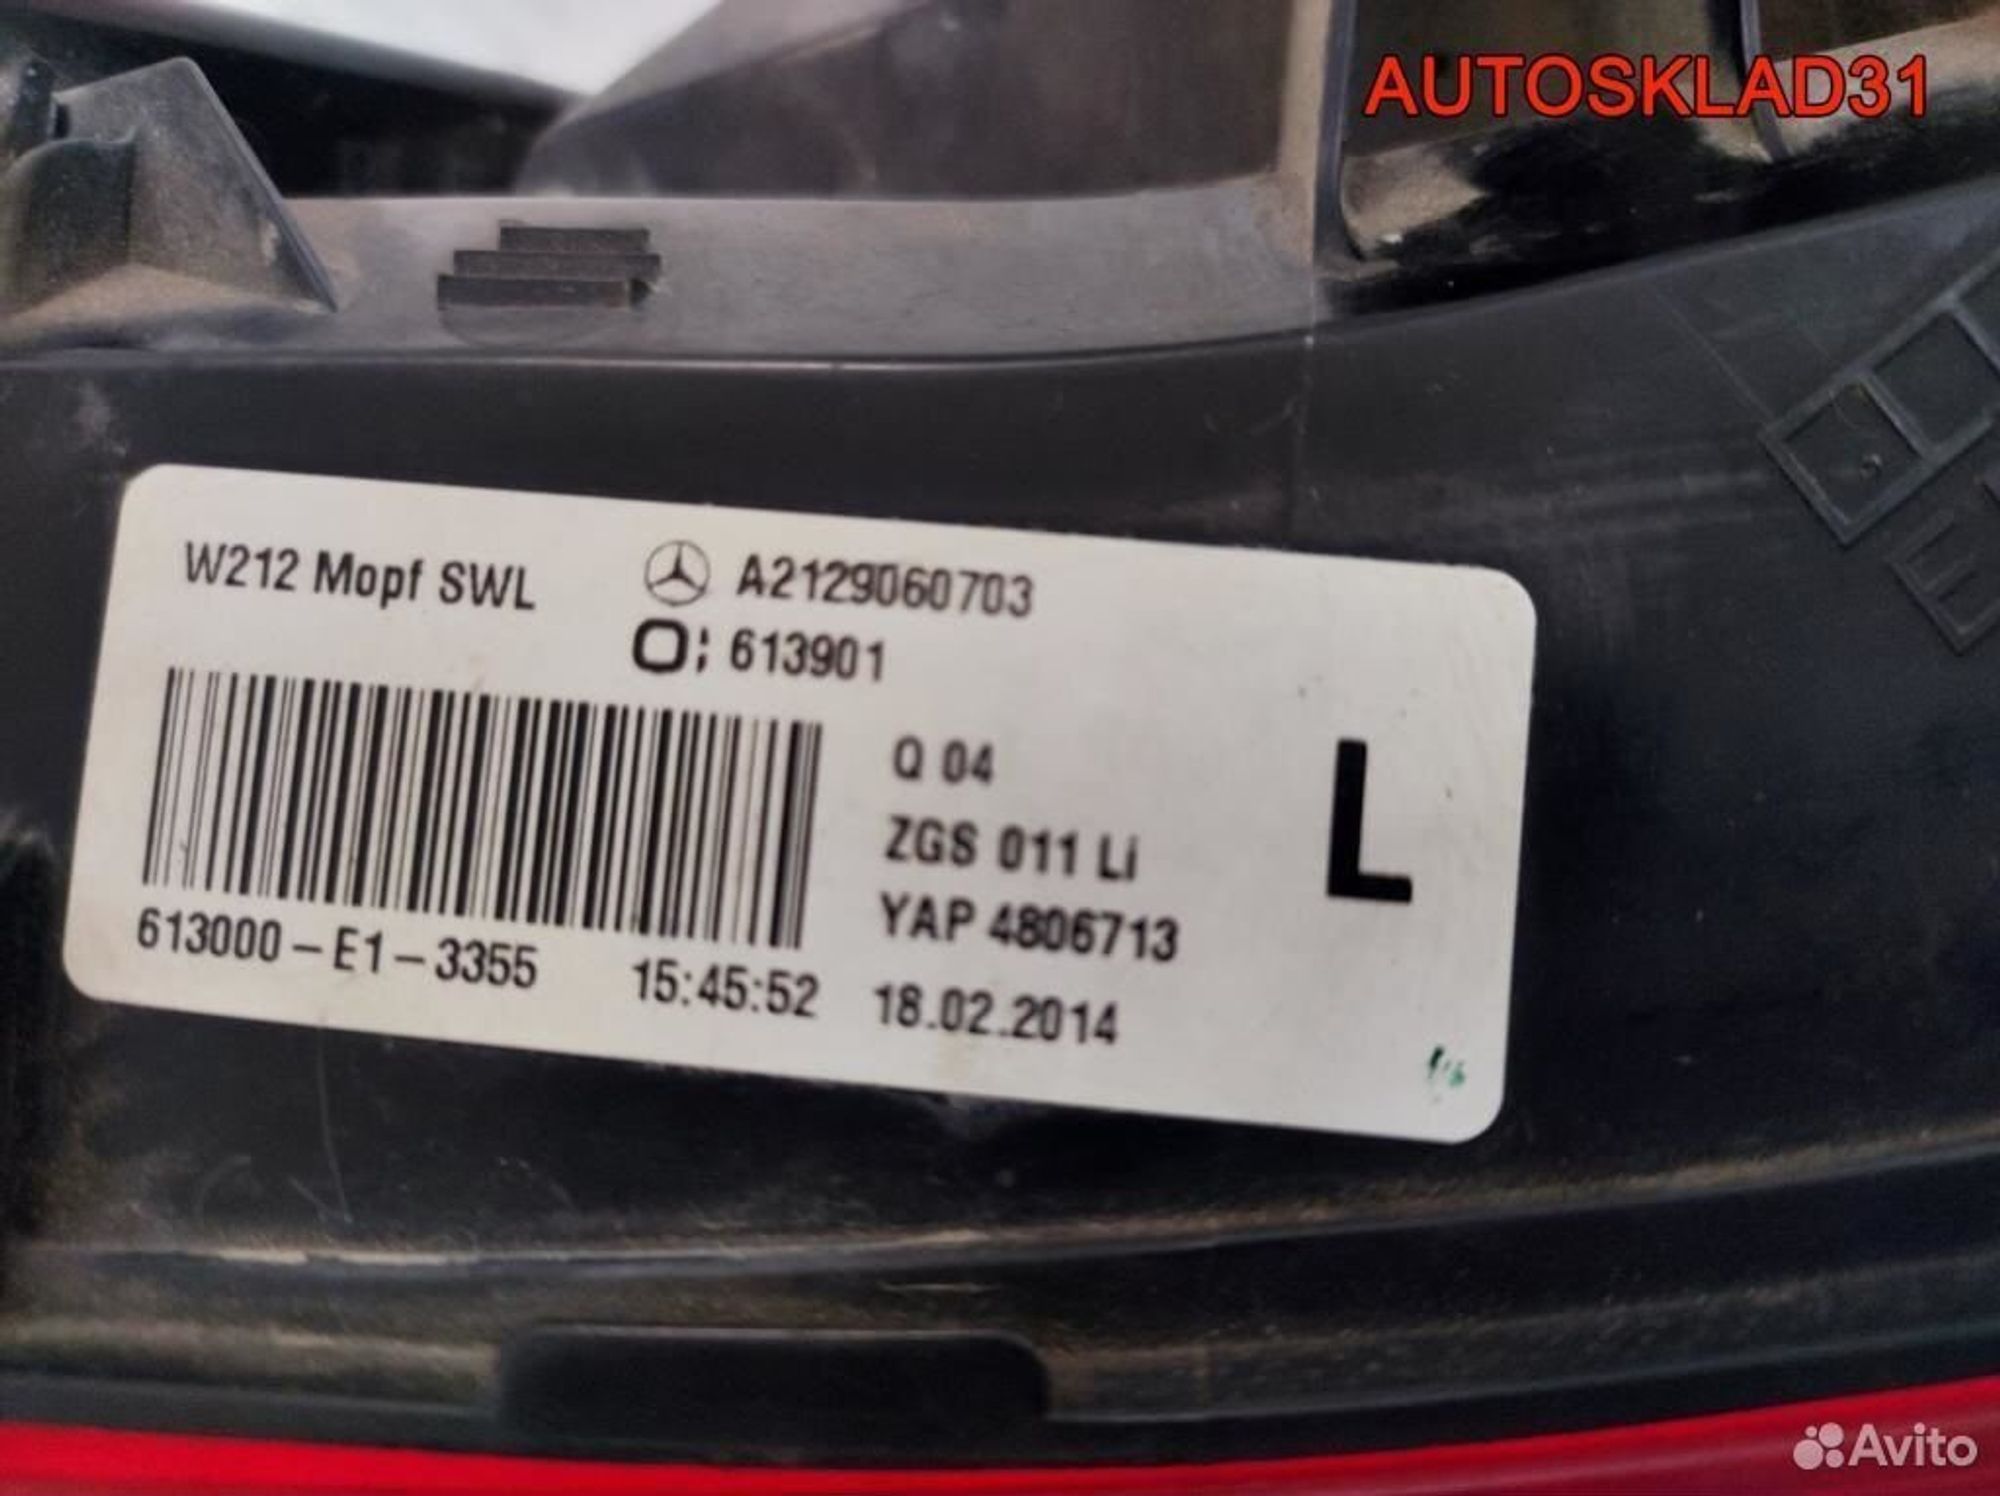 AUTOSKLAD31
W212 Mopf SWL A2129060703
O; 613901
Q 04
ZGS 011 Li
YAP 4806713
L
613000-E1-3355 15:45:52 18.02.2014
Avito